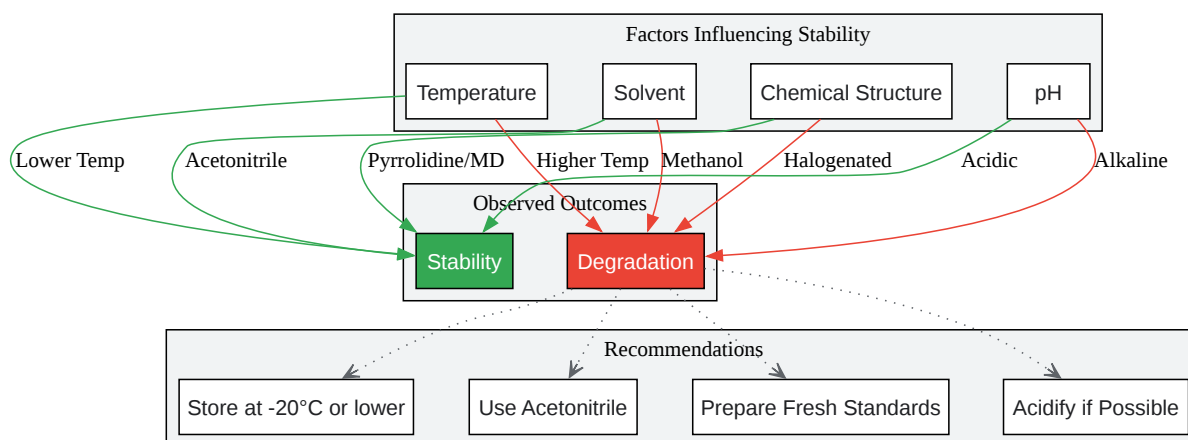 Factors Influencing Stability
Temperature
Solvent
Chemical Structure
pH
Lower Temp
Acetonitrile
Pyrrolidine/MD
Higher Temp
Methanol
Halogenated
Acidic
Alkaline
Observed Outcomes
Stability
Degradation
Recommendations
Store at -20°C or lower
Use Acetonitrile
Prepare Fresh Standards
Acidify if Possible